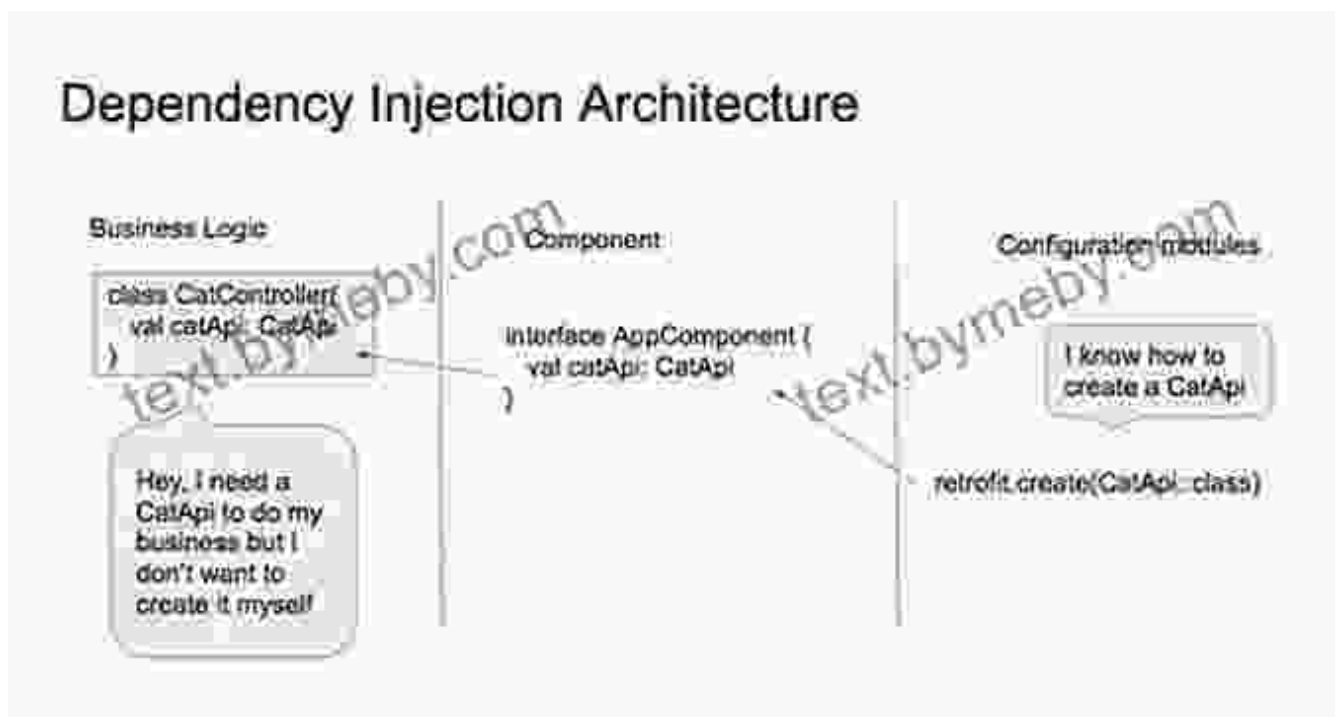 Dependency Injection Architecture
Business Logic
class CatController(
val catApi: CatApi
)
Hey, I need a
CatApi to do my
business but I
don't want to
create it myself
Component
interface AppComponent {
val catApi: CatApi
}
Configuration modules
I know how to
create a CatApi
retrofit.create(CatApi::class)
text.bymeby.com
text.bymeby.com